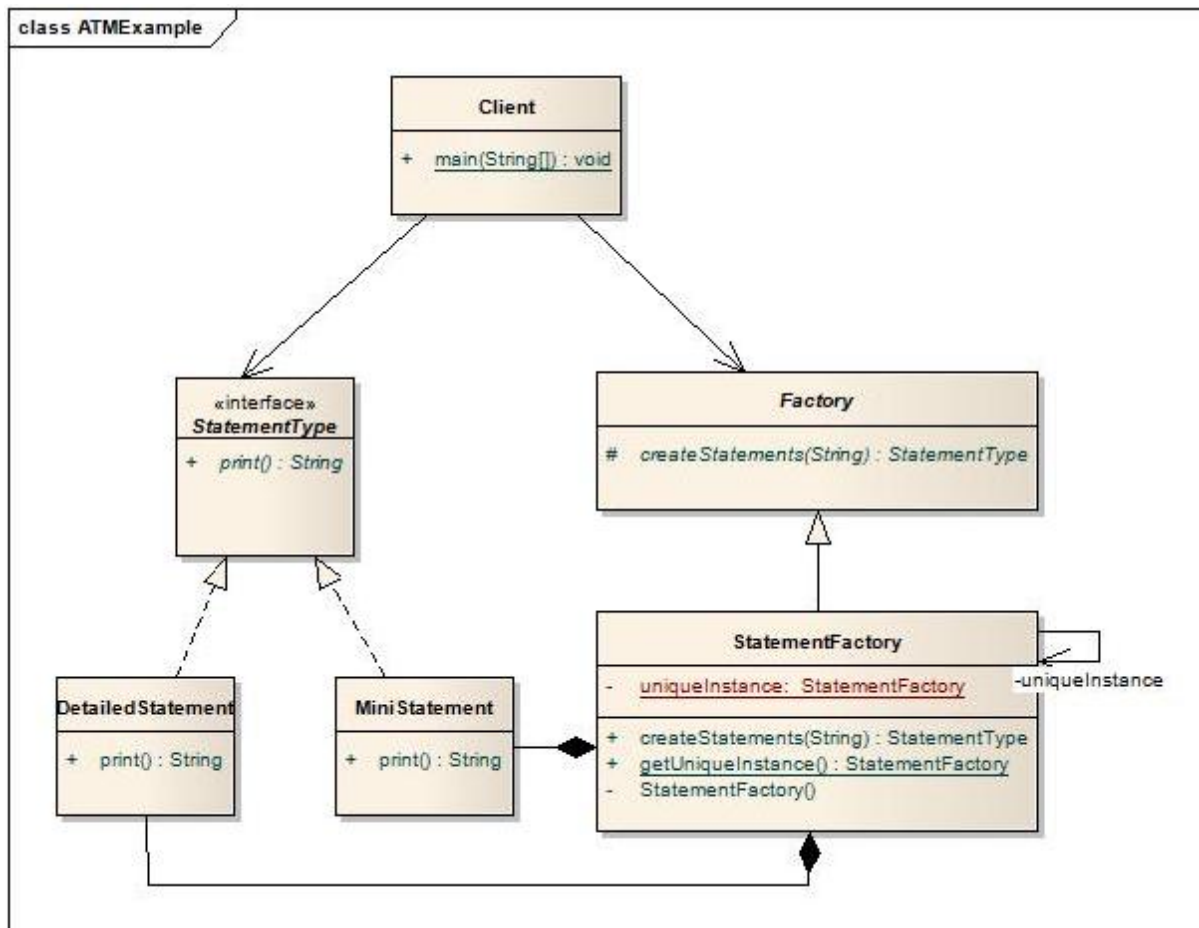 class ATMExample
Client
+ main(String[]) : void
«interface»
StatementType
+ print() : String
Factory
# createStatements(String) : StatementType
DetailedStatement
+ print() : String
MiniStatement
+ print() : String
StatementFactory
- uniqueInstance: StatementFactory
+ createStatements(String) : StatementType
+ getUniqueInstance() : StatementFactory
- StatementFactory()
-uniqueInstance